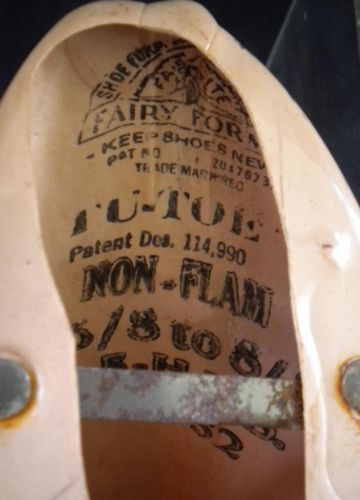 SHOE FORM
FAIRY FORM
- KEEP SHOES NEW
PAT NO 2047673
TRADE MARK REG
TU-TOE
Patent Des. 114,990
NON-FLAM
5/8 to 8/